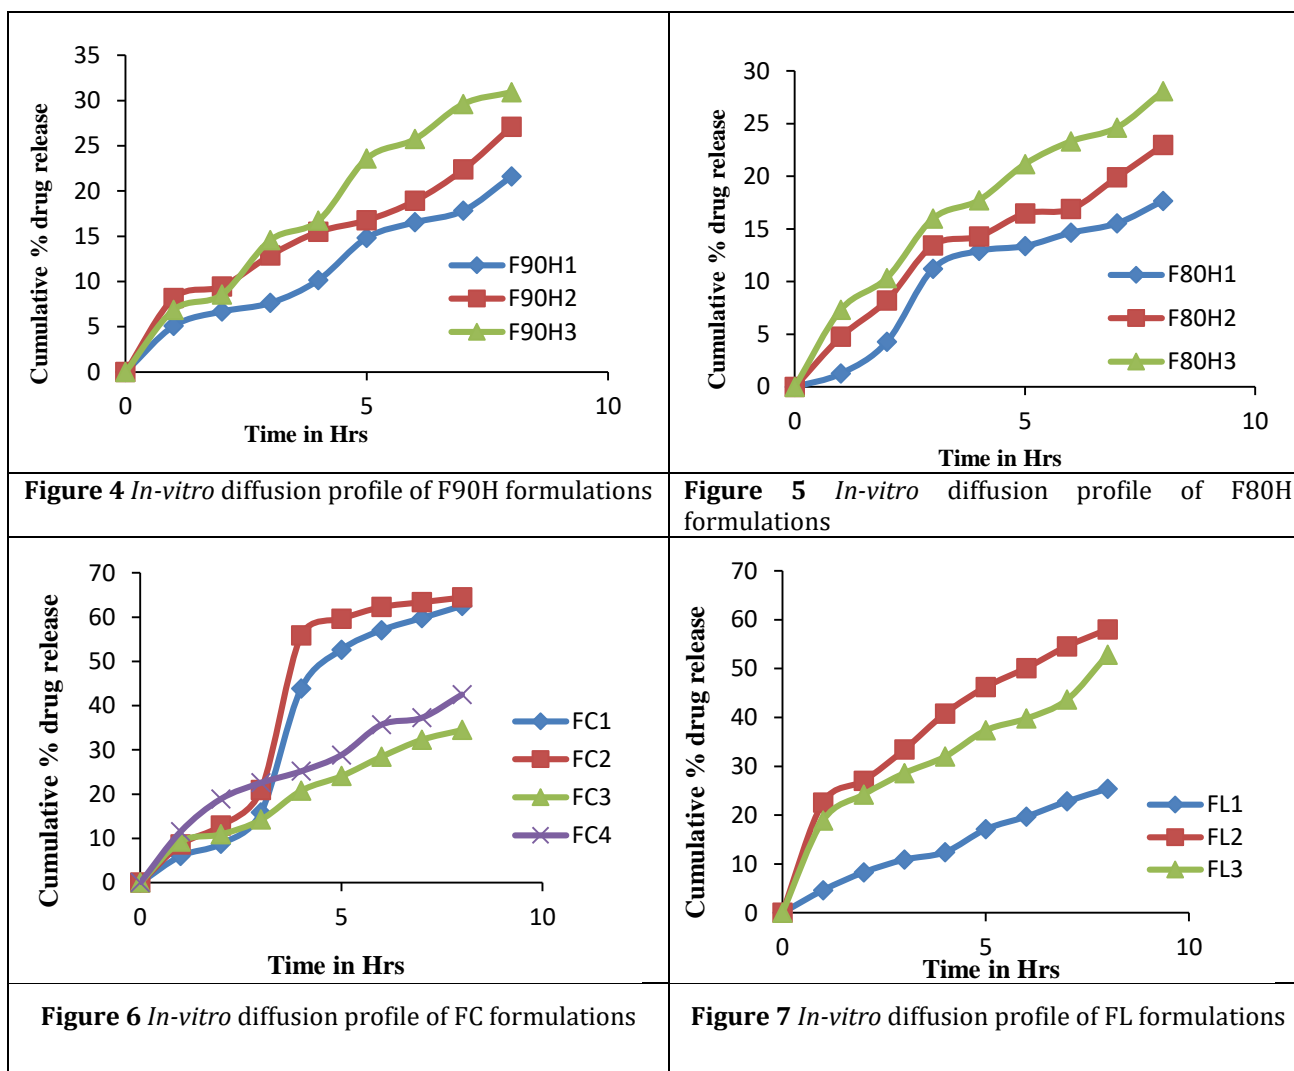 35
30
25
20
15
10
5
0
0
5
10
Cumulative % drug release
Time in Hrs
F90H1
F90H2
F90H3
Figure 4 In-vitro diffusion profile of F90H formulations
30
25
20
15
10
5
0
0
5
10
Cumulative % drug release
Time in Hrs
F80H1
F80H2
F80H3
Figure 5 In-vitro diffusion profile of F80H
formulations
70
60
50
40
30
20
10
0
0
5
10
Cumulative % drug release
Time in Hrs
FC1
FC2
FC3
FC4
Figure 6 In-vitro diffusion profile of FC formulations
70
60
50
40
30
20
10
0
0
5
10
Cumulative % drug release
Time in Hrs
FL1
FL2
FL3
Figure 7 In-vitro diffusion profile of FL formulations